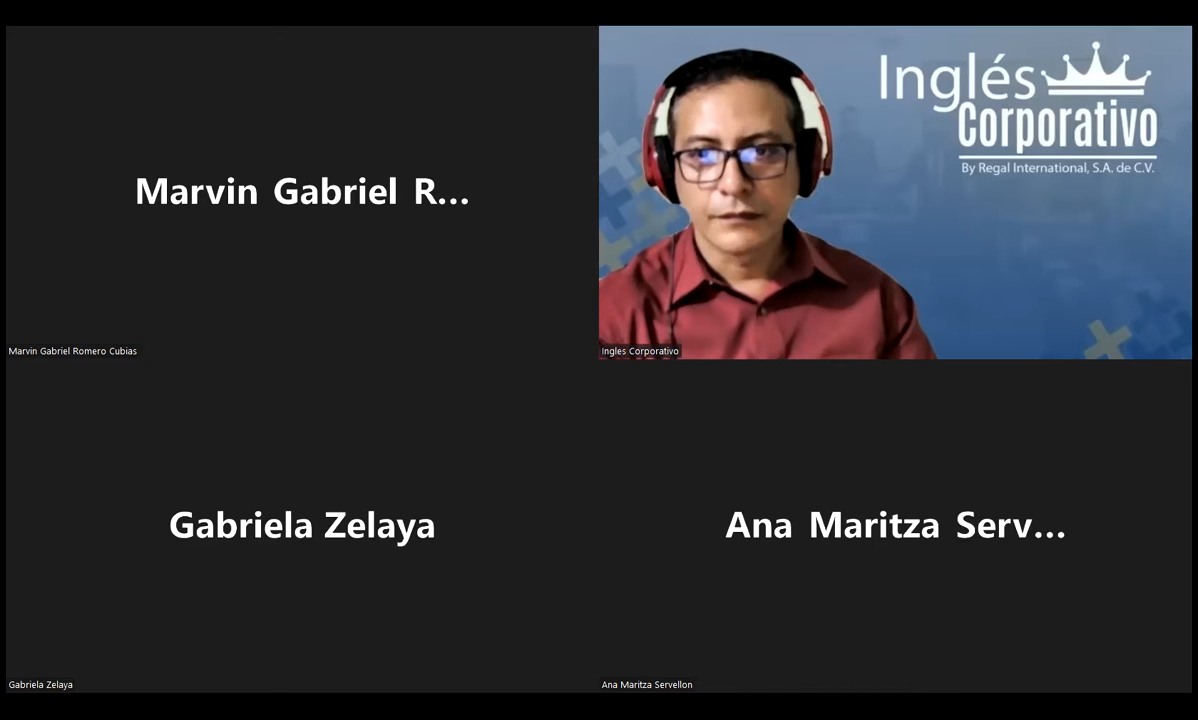 Marvin Gabriel R...
Marvin Gabriel Romero Cubias
Inglés
Corporativo
By Regal International, S.A. de C.V.
Ingles Corporativo
Gabriela Zelaya
Gabriela Zelaya
Ana Maritza Serv...
Ana Maritza Servellon